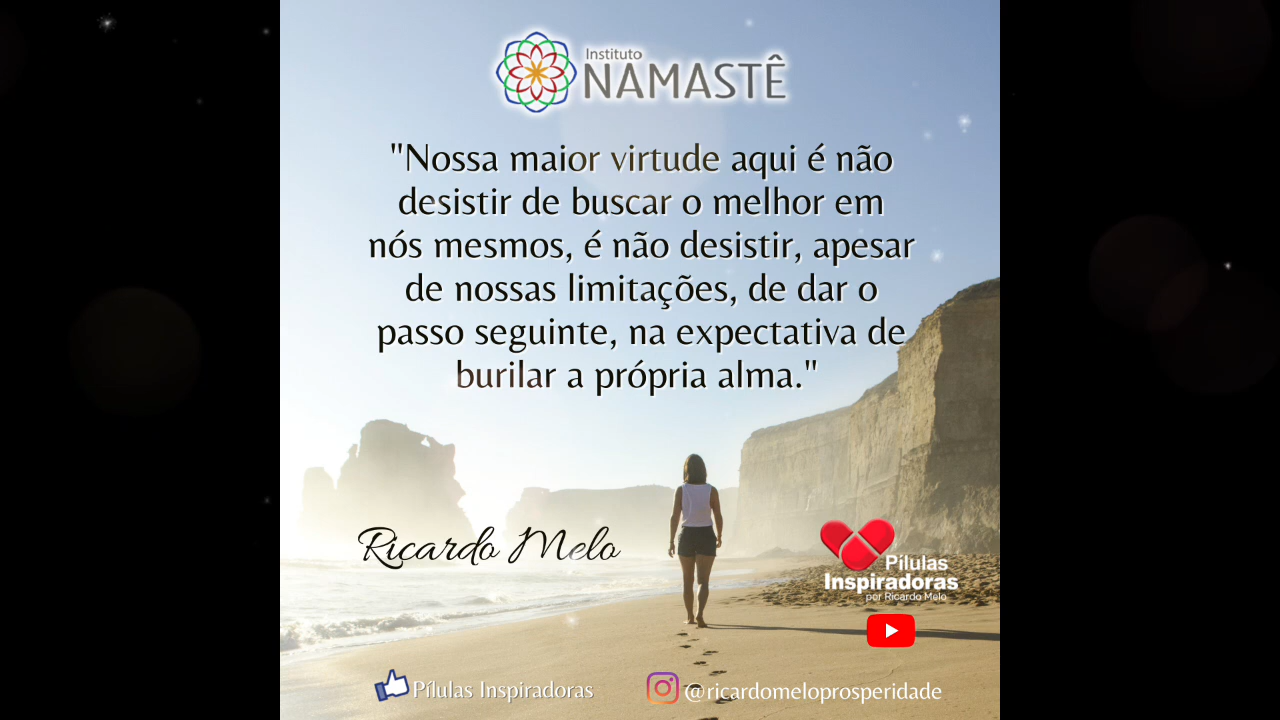 Instituto
NAMASTÊ
"Nossa maior virtude aqui é não
desistir de buscar o melhor em
nós mesmos, é não desistir, apesar
de nossas limitações, de dar o
passo seguinte, na expectativa de
burilar a própria alma."
Ricardo Melo
Pílulas
Inspiradoras
por Ricardo Melo
Pílulas Inspiradoras
@ricardomeloprosperidade